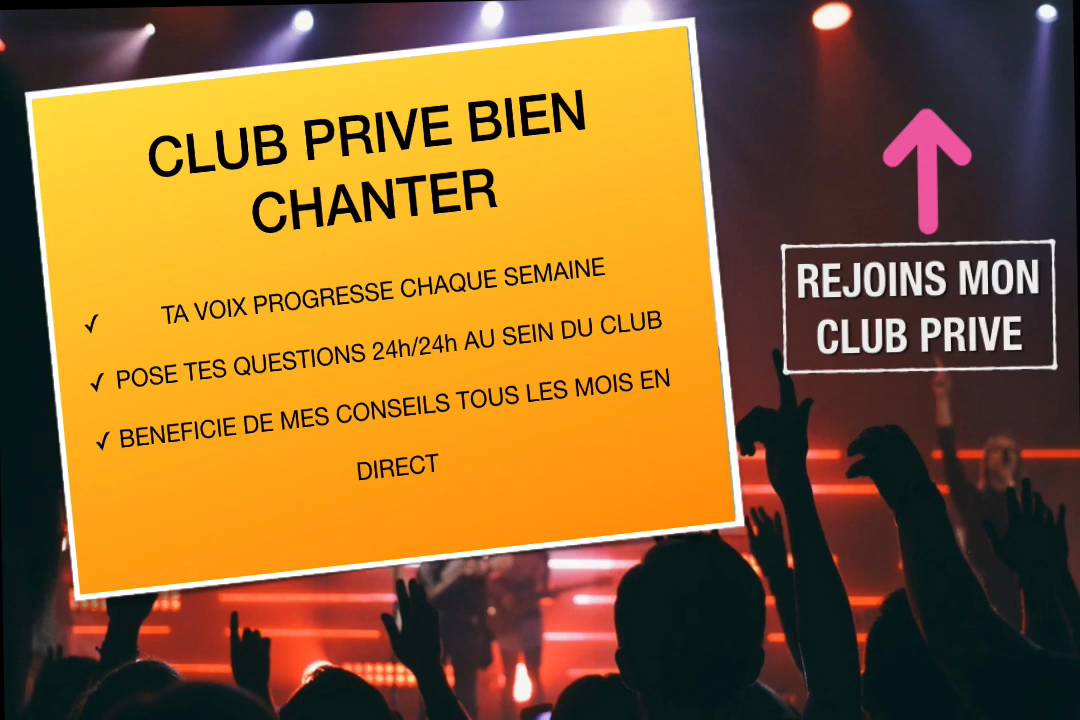 CLUB PRIVE BIEN
CHANTER
✓ TA VOIX PROGRESSE CHAQUE SEMAINE
✓ POSE TES QUESTIONS 24h/24h AU SEIN DU CLUB
✓ BENEFICIE DE MES CONSEILS TOUS LES MOIS EN
DIRECT
REJOINS MON
CLUB PRIVE